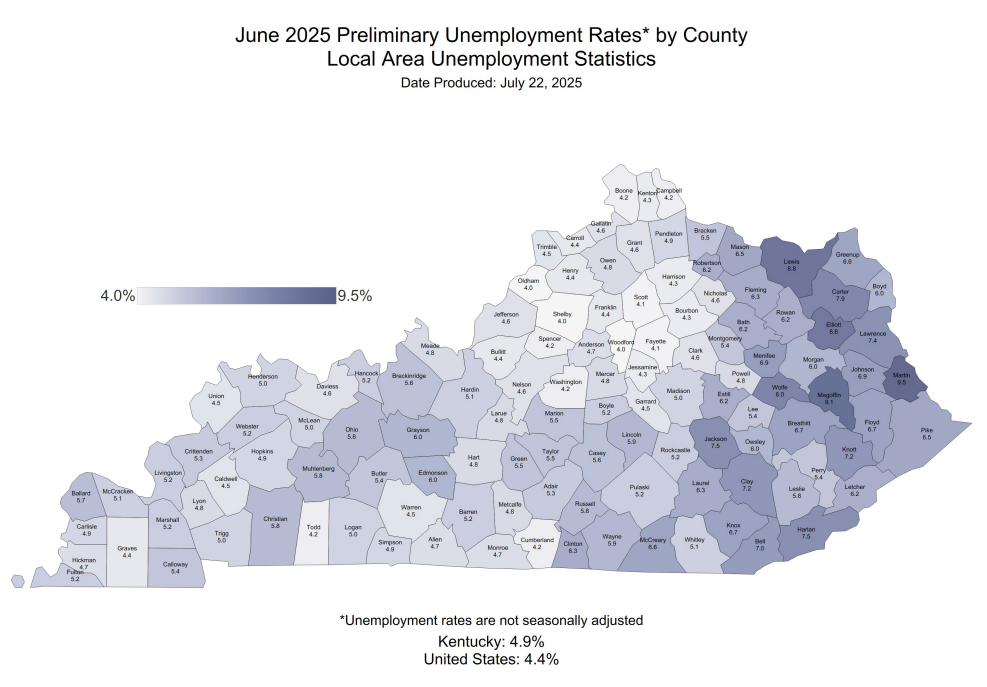 June 2025 Preliminary Unemployment Rates* by County
Local Area Unemployment Statistics
Date Produced: July 22, 2025
Boone
4.2
Kenton
4.3
Campbell
4.2
Gallatin
4.6
Carroll
4.4
Trimble
4.5
Grant
4.6
Pendleton
4.9
Bracken
5.5
Mason
6.5
Robertson
6.2
Lewis
8.8
Greenup
6.6
Owen
4.8
Henry
4.4
Oldham
4.0
Harrison
4.3
Nicholas
4.6
Fleming
6.3
Carter
7.9
Boyd
6.0
4.0%
9.5%
Jefferson
4.6
Shelby
4.0
Franklin
4.4
Scott
4.1
Bourbon
4.3
Rowan
6.2
Elliott
Lawrence
7.4
Bath
6.2
Spencer
4.2
Anderson
4.7
Woodford
4.0
Fayette
4.1
Montgomery
5.4
Clark
4.6
Meade
4.8
Bullitt
4.4
Menifee
6.9
Morgan
6.0
Johnson
6.9
Martin
9.5
Jessamine
4.3
Mercer
4.8
Powell
4.8
Henderson
5.0
Hancock
5.2
Breckinridge
5.6
Daviess
4.6
Hardin
5.1
Nelson
4.6
Washington
4.2
Madison
5.0
Estill
6.2
Wolfe
Magoffin
9.1
Union
4.5
Garrard
4.5
Boyle
5.2
Larue
4.8
Marion
5.5
Lee
5.4
Breathitt
6.7
Floyd
6.7
Pike
6.5
McLean
5.0
Webster
5.2
Ohio
5.8
Grayson
6.0
Lincoln
5.9
Jackson
7.5
Owsley
6.0
Knott
7.2
Crittenden
5.3
Hopkins
4.9
Taylor
5.5
Casey
5.6
Rockcastle
5.2
Hart
4.8
Green
5.5
Livingston
5.2
Caldwell
4.5
Muhlenberg
5.8
Butler
5.4
Edmonson
6.0
Perry
5.4
Laurel
6.3
Clay
7.2
Leslie
5.8
Letcher
6.2
Adair
5.3
Pulaski
5.2
Ballard
5.7
McCracken
5.1
Lyon
4.8
Warren
4.5
Barren
5.2
Metcalfe
4.8
Russell
Marshall
5.2
Christian
5.8
Carlisle
4.9
Trigg
5.0
Todd
4.2
Logan
5.0
Knox
6.7
Harlan
7.5
Graves
4.4
Simpson
4.9
Allen
4.7
Monroe
4.7
Cumberland
4.2
Clinton
6.3
Wayne
5.9
McCreary
6.6
Whitley
5.1
Bell
7.0
Hickman
4.7
Fulton
5.2
Calloway
5.4
*Unemployment rates are not seasonally adjusted
Kentucky: 4.9%
United States: 4.4%